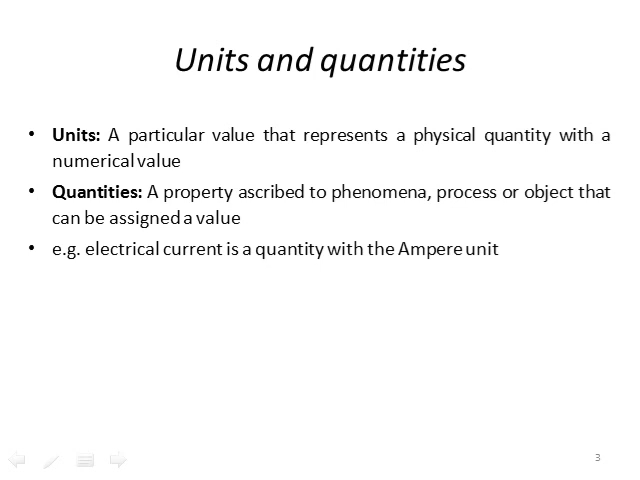 Units and quantities
• Units: A particular value that represents a physical quantity with a
numerical value
• Quantities: A property ascribed to phenomena, process or object that
can be assigned a value
• e.g. electrical current is a quantity with the Ampere unit
3